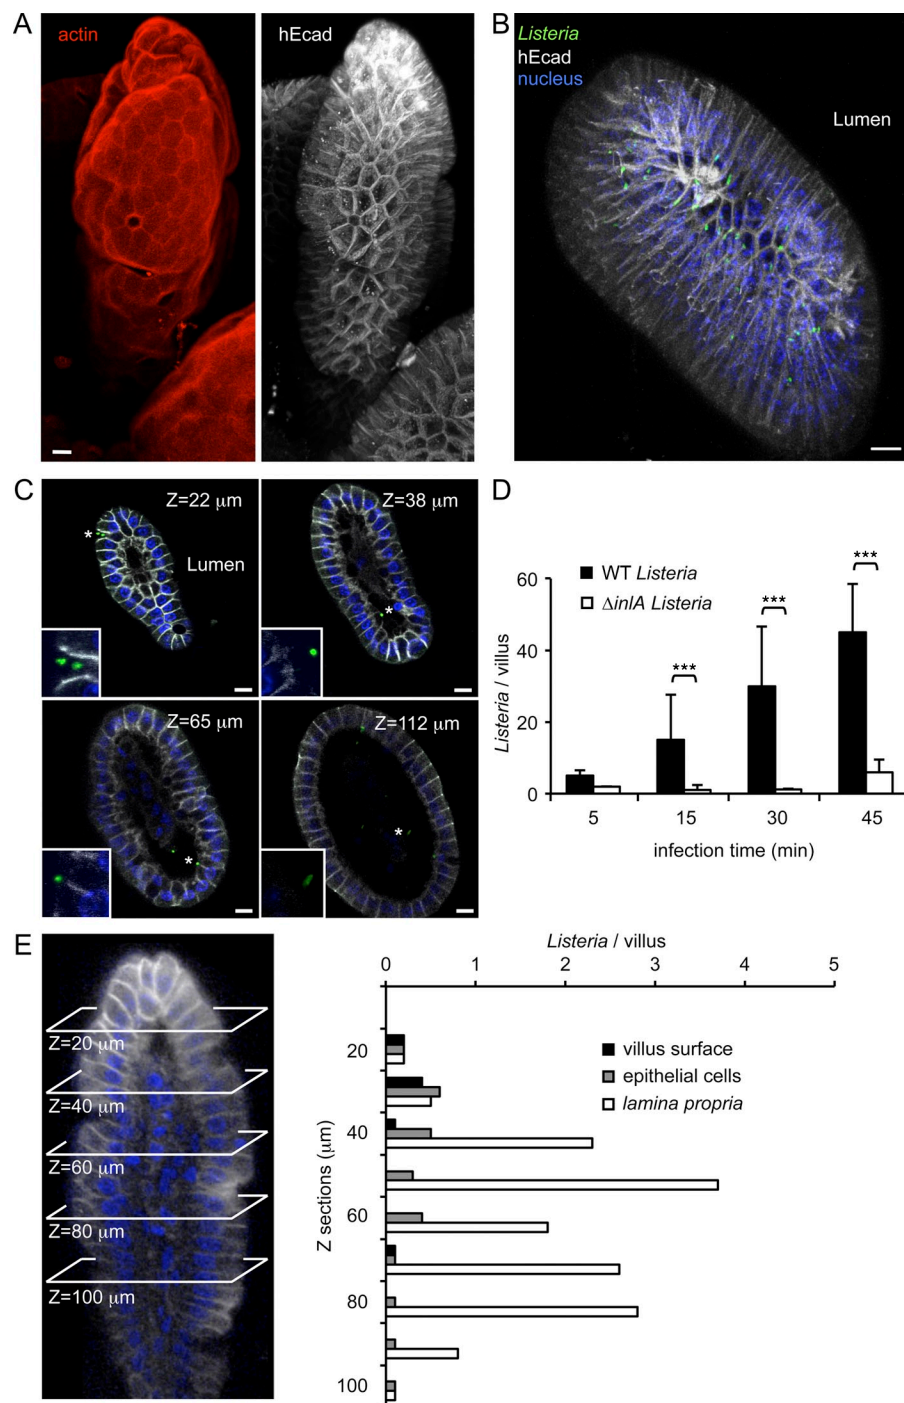 A
actin
hEcad
B
Listeria
hEcad
nucleus
Lumen
C
Z=22 μm
Lumen
*
Z=38 μm
*
Z=65 μm
*
Z=112 μm
*
D
WT Listeria
ΔinlA Listeria
***
***
***
Listeria / villus
60
40
20
0
5 15 30 45
infection time (min)
E
Z=20 μm
Z=40 μm
Z=60 μm
Z=80 μm
Z=100 μm
Listeria / villus
0 1 2 3 4 5
villus surface
epithelial cells
lamina propria
Z sections (μm)
20
40
60
80
100